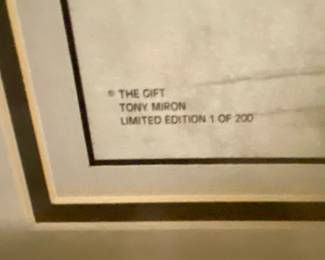 © THE GIFT
TONY MIRON
LIMITED EDITION 1 OF 200